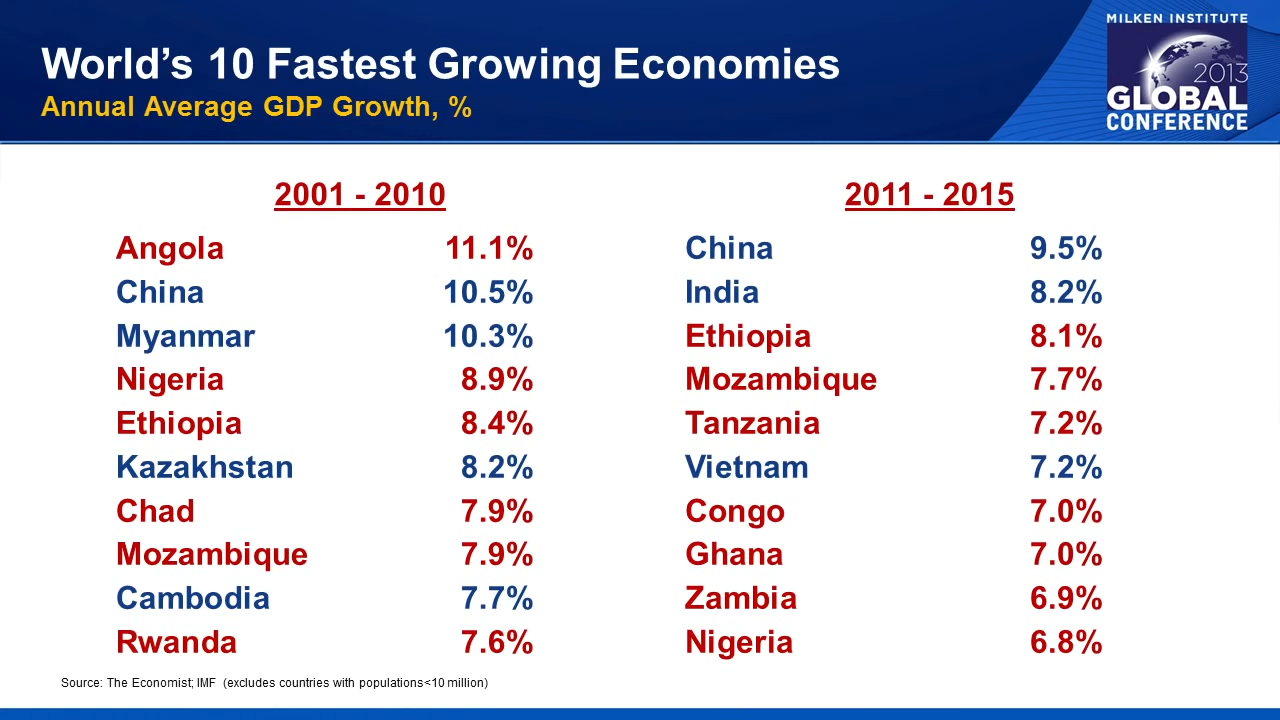 MILKEN INSTITUTE
2013
GLOBAL
CONFERENCE
World’s 10 Fastest Growing Economies
Annual Average GDP Growth, %
2001 - 2010
Angola 11.1%
China 10.5%
Myanmar 10.3%
Nigeria 8.9%
Ethiopia 8.4%
Kazakhstan 8.2%
Chad 7.9%
Mozambique 7.9%
Cambodia 7.7%
Rwanda 7.6%
2011 - 2015
China 9.5%
India 8.2%
Ethiopia 8.1%
Mozambique 7.7%
Tanzania 7.2%
Vietnam 7.2%
Congo 7.0%
Ghana 7.0%
Zambia 6.9%
Nigeria 6.8%
Source: The Economist; IMF (excludes countries with populations<10 million)